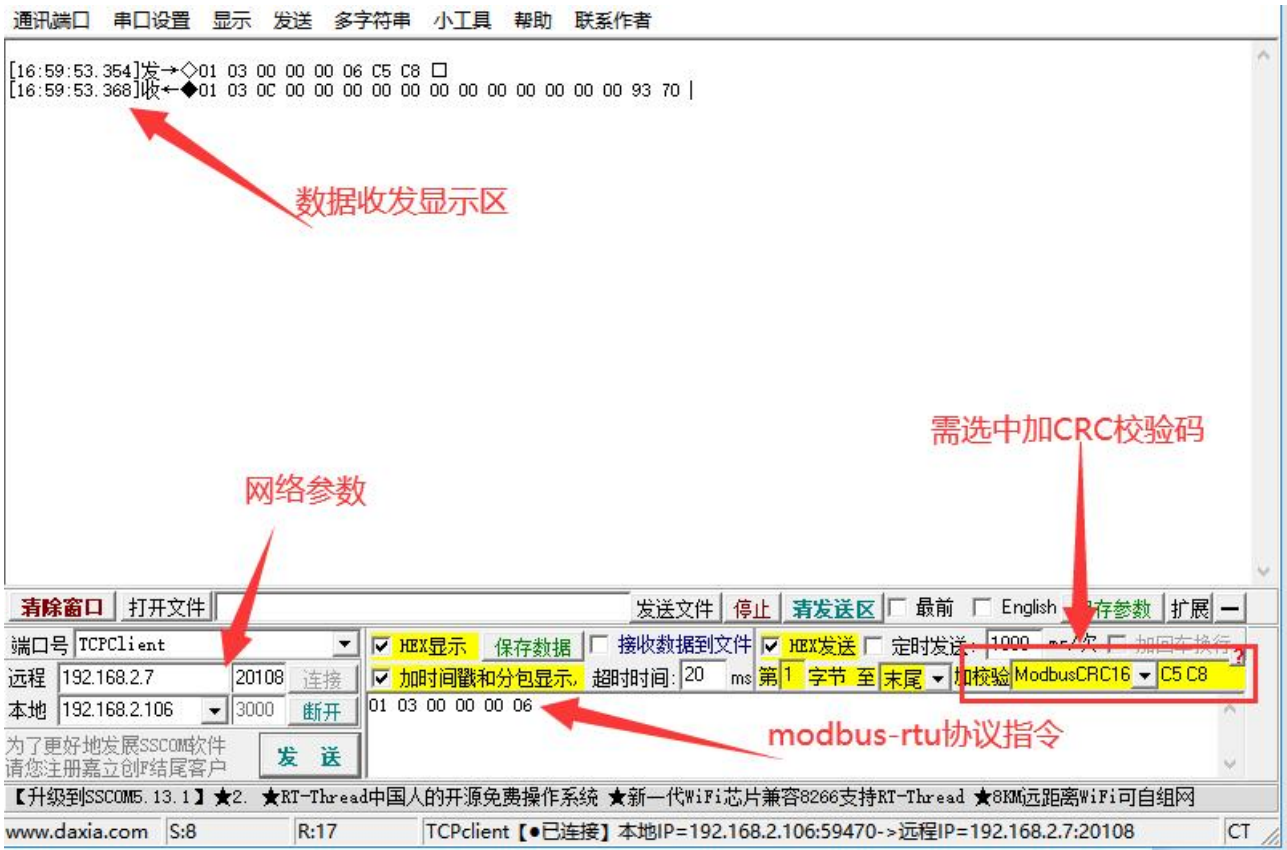 通讯端口 串口设置 显示 发送 多字符串 小工具 帮助 联系作者
[16:59:53.354]发→◇01 03 00 00 00 06 C5 C8 □
[16:59:53.368]收←◆01 03 0C 00 00 00 00 00 00 00 00 00 00 00 00 93 70
数据收发显示区
需选中加CRC校验码
网络参数
清除窗口 打开文件 发送文件 停止 清发送区 最前 English 存参数 扩展 —
端口号 TCPClient HEX显示 保存数据 接收数据到文件 HEX发送 定时发送: 1000 ms/次 加回车换行
远程 192.168.2.7 20108 连接 加时间戳和分包显示, 超时时间: 20 ms 第 1 字节 至 末尾 加校验 ModbusCRC16 C5 C8 ?
本地 192.168.2.106 3000 断开 01 03 00 00 00 06
modbus-rtu协议指令
为了更好地发展SSCOM软件
请您注册嘉立创F结尾客户
发 送
【升级到SSCOM5.13.1】★2. ★RT-Thread中国人的开源免费操作系统 ★新一代WiFi芯片兼容8266支持RT-Thread ★8KM远距离WiFi可自组网
www.daxia.com S:8 R:17 TCPclient【●已连接】本地IP=192.168.2.106:59470->远程IP=192.168.2.7:20108 CT